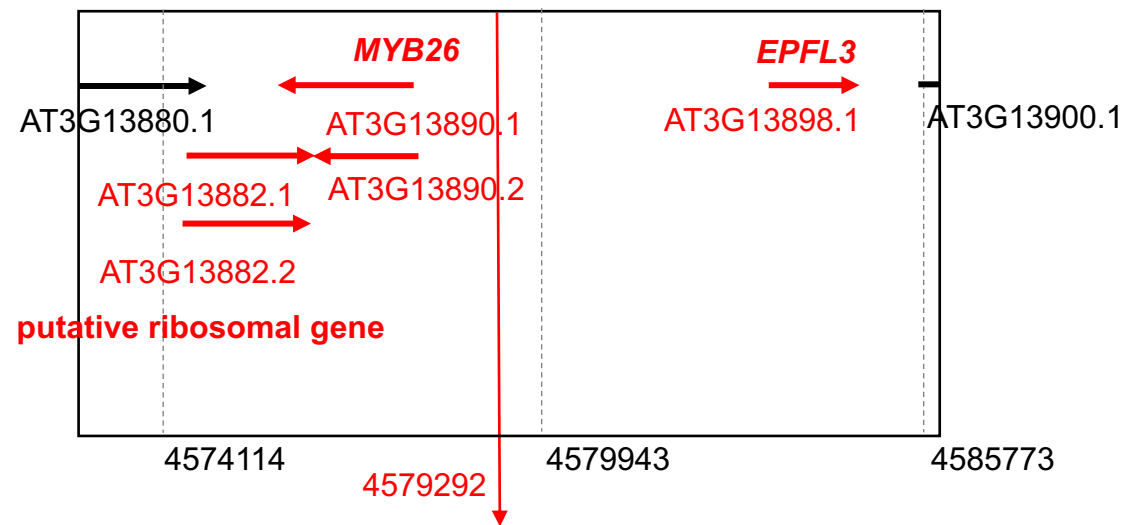 MYB26
EPFL3
AT3G13880.1
AT3G13890.1
AT3G13898.1
AT3G13900.1
AT3G13882.1
AT3G13890.2
AT3G13882.2
putative ribosomal gene
4574114
4579943
4585773
4579292